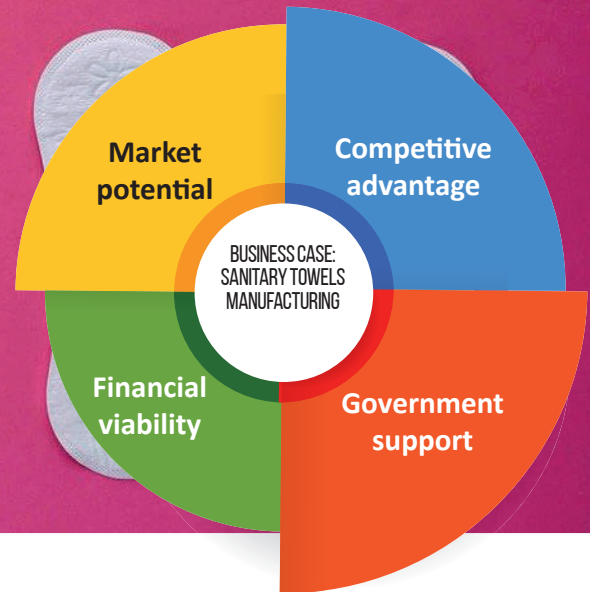 Market
potential
Competitive
advantage
BUSINESS CASE:
SANITARY TOWELS
MANUFACTURING
Financial
viability
Government
support